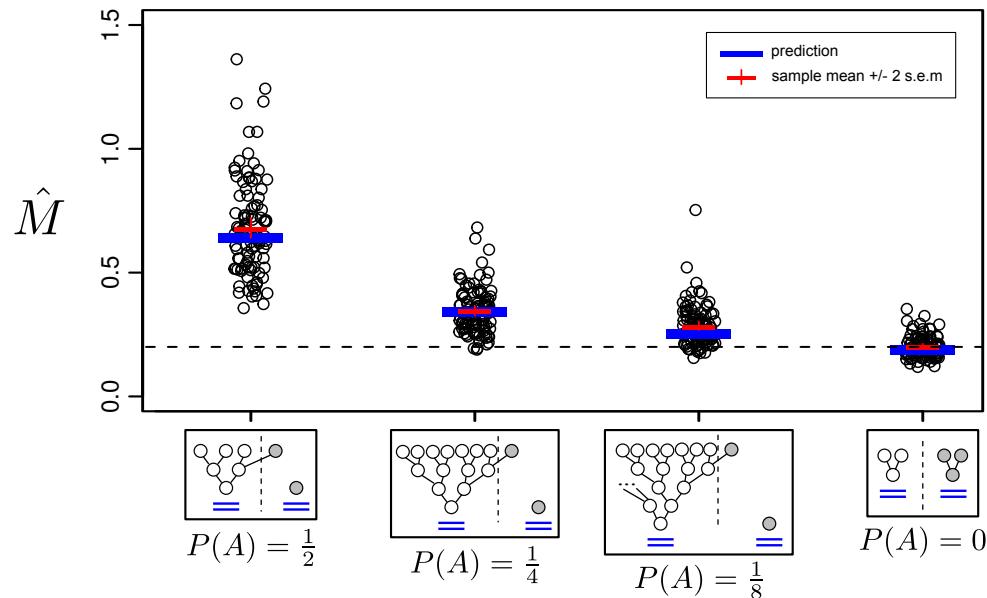 1.5
1.0
0.5
0.0
M̂
prediction
sample mean +/- 2 s.e.m
P(A) = 1/2
P(A) = 1/4
P(A) = 1/8
P(A) = 0